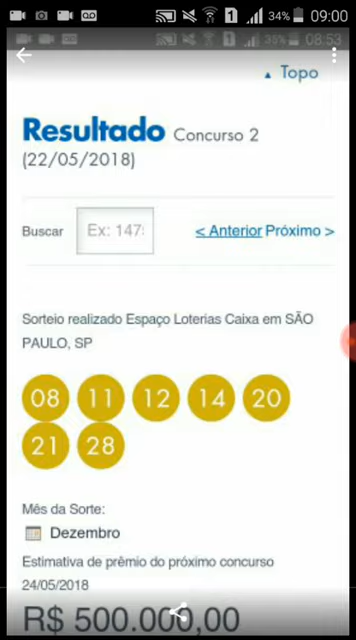 34% 09:00
35% 08:53
▲ Topo
Resultado Concurso 2
(22/05/2018)
Buscar Ex: 147 < Anterior Próximo >
Sorteio realizado Espaço Loterias Caixa em SÃO
PAULO, SP
08 11 12 14 20
21 28
Mês da Sorte:
Dezembro
Estimativa de prêmio do próximo concurso
24/05/2018
R$ 500.000,00